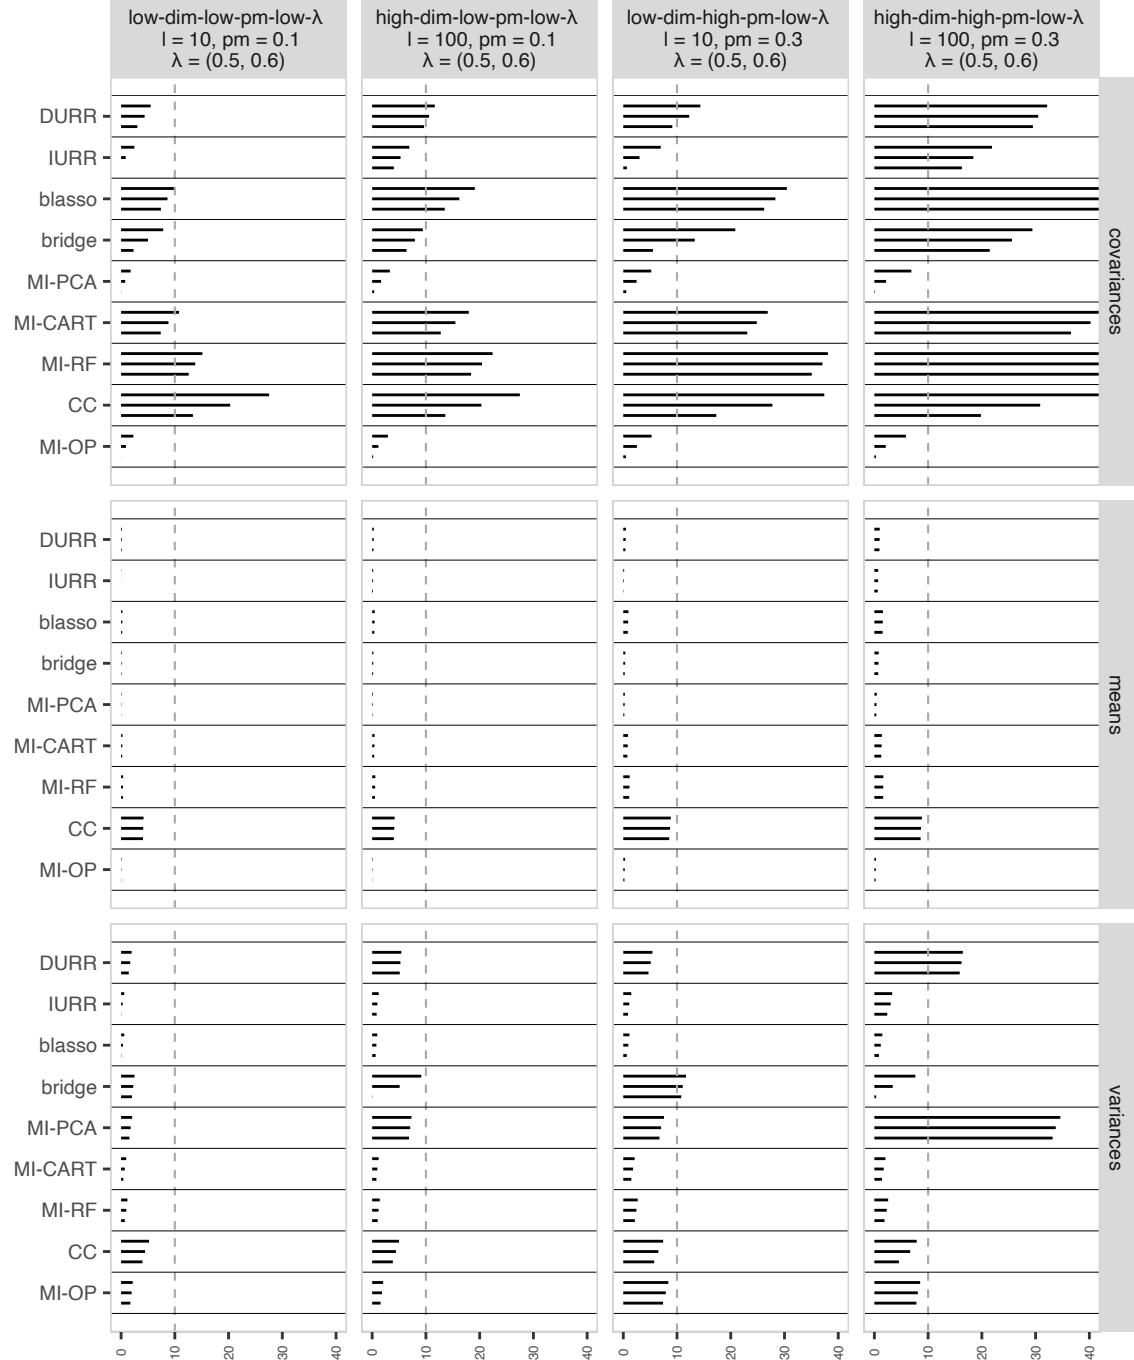 low-dim-low-pm-low-λ
l = 10, pm = 0.1
λ = (0.5, 0.6)
high-dim-low-pm-low-λ
l = 100, pm = 0.1
λ = (0.5, 0.6)
low-dim-high-pm-low-λ
l = 10, pm = 0.3
λ = (0.5, 0.6)
high-dim-high-pm-low-λ
l = 100, pm = 0.3
λ = (0.5, 0.6)
DURR
IURR
blasso
bridge
MI-PCA
MI-CART
MI-RF
CC
MI-OP
covariances
DURR
IURR
blasso
bridge
MI-PCA
MI-CART
MI-RF
CC
MI-OP
means
DURR
IURR
blasso
bridge
MI-PCA
MI-CART
MI-RF
CC
MI-OP
variances
0 10 20 30 40
0 10 20 30 40
0 10 20 30 40
0 10 20 30 40